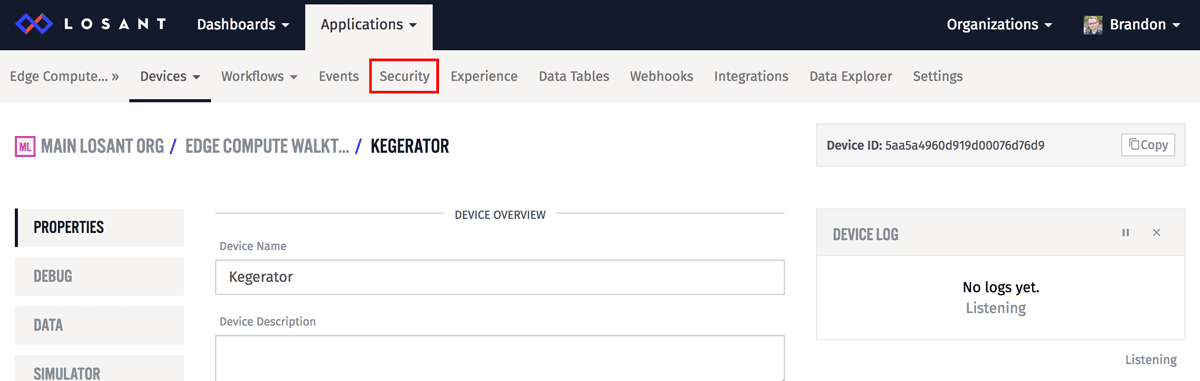 LOSANT Dashboards Applications Organizations Brandon
Edge Compute... » Devices Workflows Events Security Experience Data Tables Webhooks Integrations Data Explorer Settings
ML MAIN LOSANT ORG / EDGE COMPUTE WALKT... / KEGERATOR
Device ID: 5aa5a4960d919d00076d76d9 Copy
PROPERTIES
DEBUG
DATA
SIMULATOR
DEVICE OVERVIEW
Device Name
Kegerator
Device Description
DEVICE LOG
No logs yet.
Listening
Listening